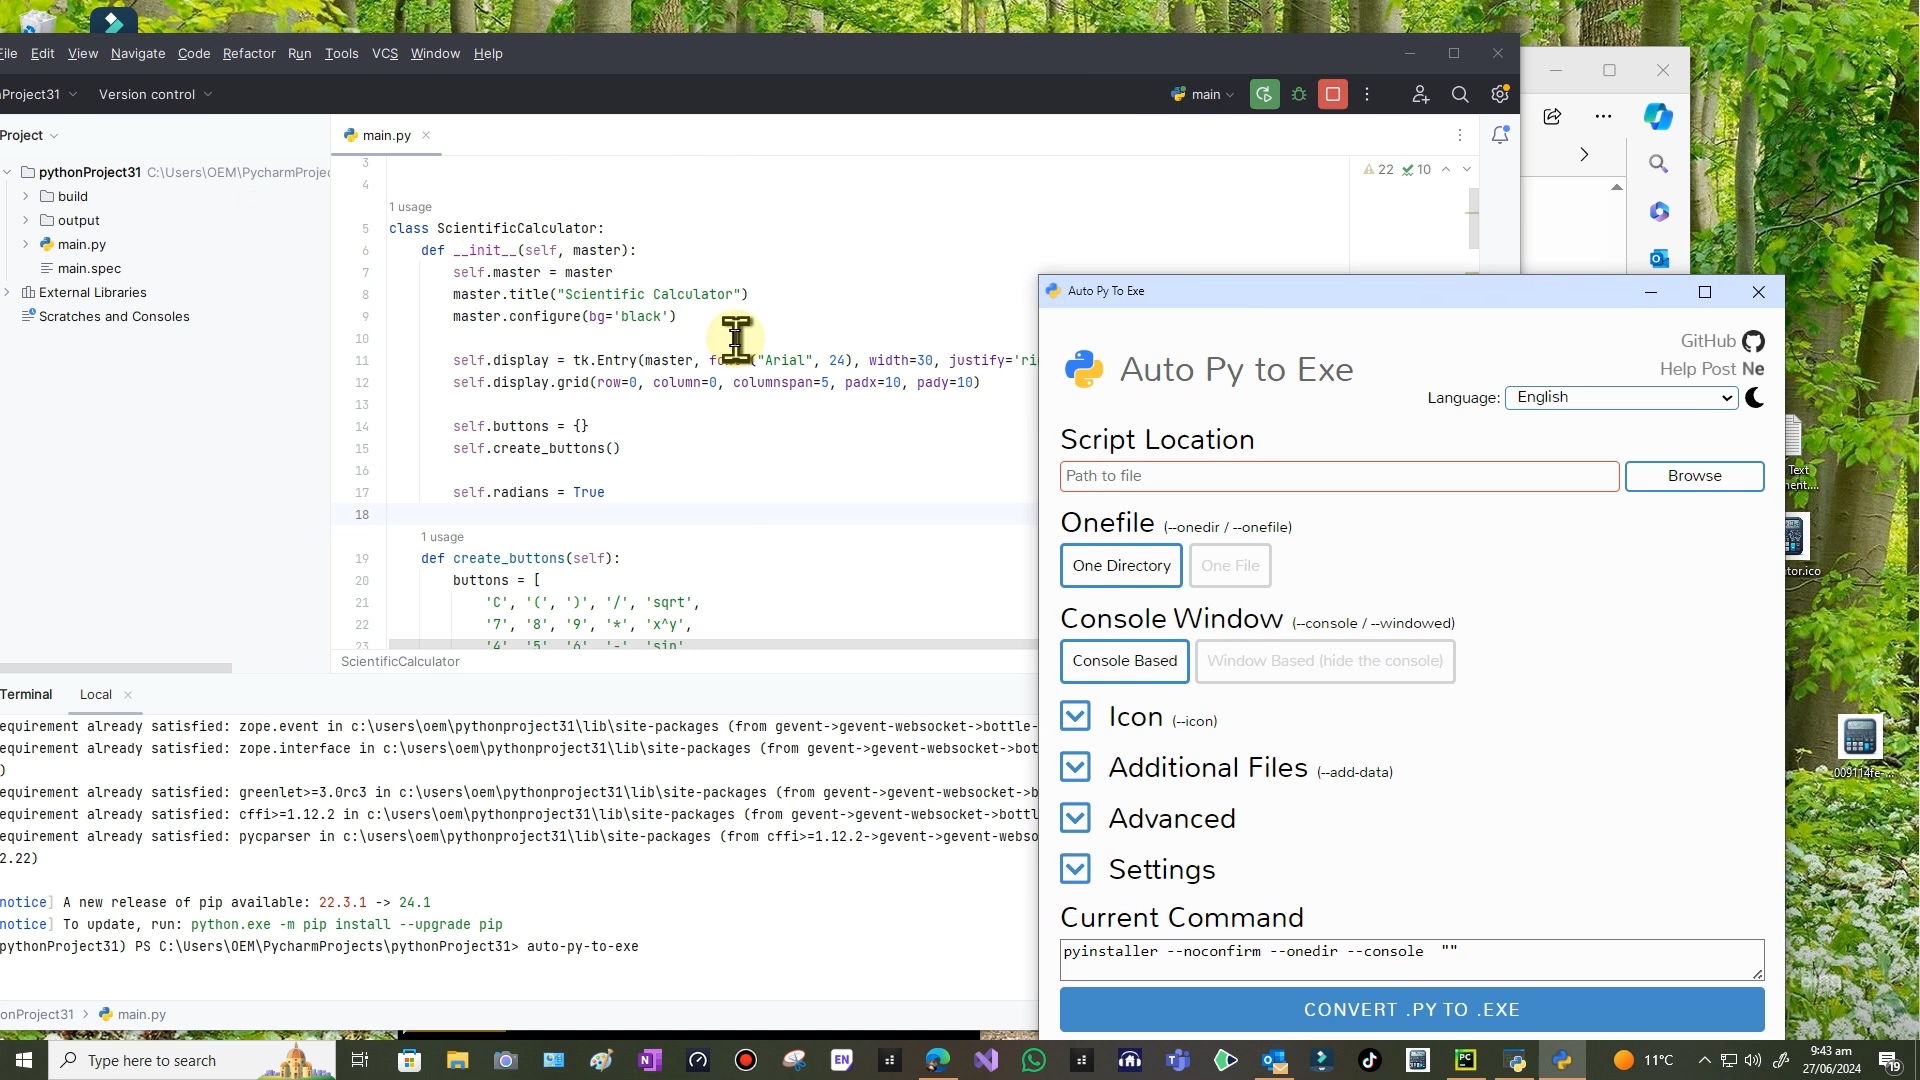 File Edit View Navigate Code Refactor Run Tools VCS Window Help
Project31 Version control main
Project
main.py
pythonProject31 C:\Users\OEM\PycharmProjec
build
output
main.py
main.spec
External Libraries
Scratches and Consoles
22 10
3
4
1 usage
5 class ScientificCalculator:
6 def __init__(self, master):
7 self.master = master
8 master.title("Scientific Calculator")
9 master.configure(bg='black')
10
11 self.display = tk.Entry(master, fo ("Arial", 24), width=30, justify='ri
12 self.display.grid(row=0, column=0, columnspan=5, padx=10, pady=10)
13
14 self.buttons = {}
15 self.create_buttons()
16
17 self.radians = True
18
1 usage
19 def create_buttons(self):
20 buttons = [
21 'C', '(', ')', '/', 'sqrt',
22 '7', '8', '9', '*', 'x^y',
23 '4' '5' '6' '-' 'sin'
ScientificCalculator
Terminal Local
equirement already satisfied: zope.event in c:\users\oem\pythonproject31\lib\site-packages (from gevent->gevent-websocket->bottle-
equirement already satisfied: zope.interface in c:\users\oem\pythonproject31\lib\site-packages (from gevent->gevent-websocket->bot
)
equirement already satisfied: greenlet>=3.0rc3 in c:\users\oem\pythonproject31\lib\site-packages (from gevent->gevent-websocket->b
equirement already satisfied: cffi>=1.12.2 in c:\users\oem\pythonproject31\lib\site-packages (from gevent->gevent-websocket->bottl
equirement already satisfied: pycparser in c:\users\oem\pythonproject31\lib\site-packages (from cffi>=1.12.2->gevent->gevent-webso
2.22)
notice] A new release of pip available: 22.3.1 -> 24.1
notice] To update, run: python.exe -m pip install --upgrade pip
pythonProject31) PS C:\Users\OEM\PycharmProjects\pythonProject31> auto-py-to-exe
onProject31 > main.py
Auto Py To Exe
GitHub
Auto Py to Exe
Help Post Ne
Language: English
Script Location
Path to file Browse
Onefile (--onedir / --onefile)
One Directory One File
Console Window (--console / --windowed)
Console Based Window Based (hide the console)
Icon (--icon)
Additional Files (--add-data)
Advanced
Settings
Current Command
pyinstaller --noconfirm --onedir --console ""
CONVERT .PY TO .EXE
Text
ment....
tor.ico
009114fe-...
Type here to search
EN
PC
11°C
9:43 am
27/06/2024
19